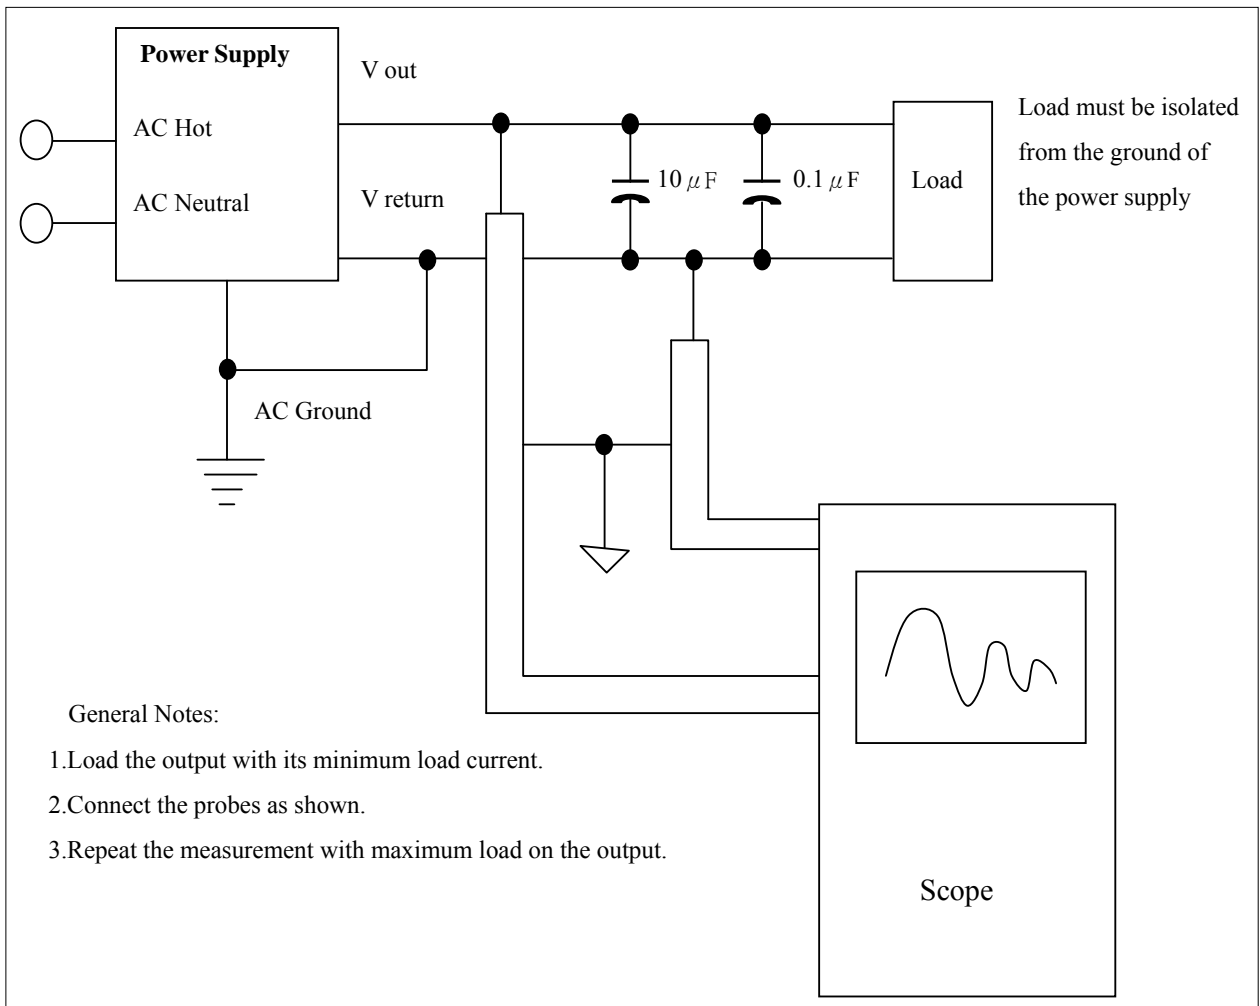 Power Supply
V out
AC Hot
Load must be isolated
from the ground of
the power supply
10 μF
0.1 μF
Load
AC Neutral
V return
AC Ground
General Notes:
1.Load the output with its minimum load current.
2.Connect the probes as shown.
3.Repeat the measurement with maximum load on the output.
Scope